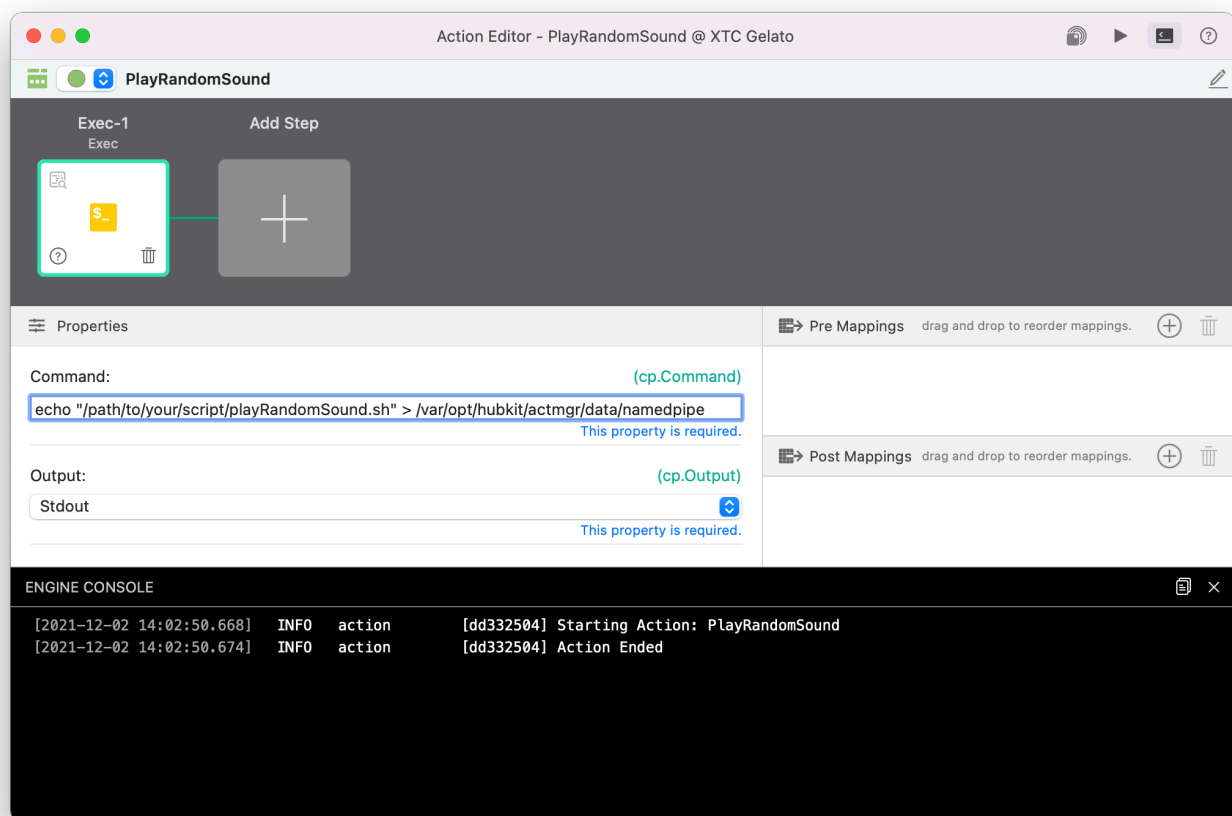 Action Editor - PlayRandomSound @ XTC Gelato
PlayRandomSound
Exec-1
Exec
Add Step
$_
Properties
Command:
(cp.Command)
echo "/path/to/your/script/playRandomSound.sh" > /var/opt/hubkit/actmgr/data/namedpipe
This property is required.
Output:
(cp.Output)
Stdout
This property is required.
Pre Mappings drag and drop to reorder mappings.
Post Mappings drag and drop to reorder mappings.
ENGINE CONSOLE
[2021-12-02 14:02:50.668] INFO action [dd332504] Starting Action: PlayRandomSound
[2021-12-02 14:02:50.674] INFO action [dd332504] Action Ended